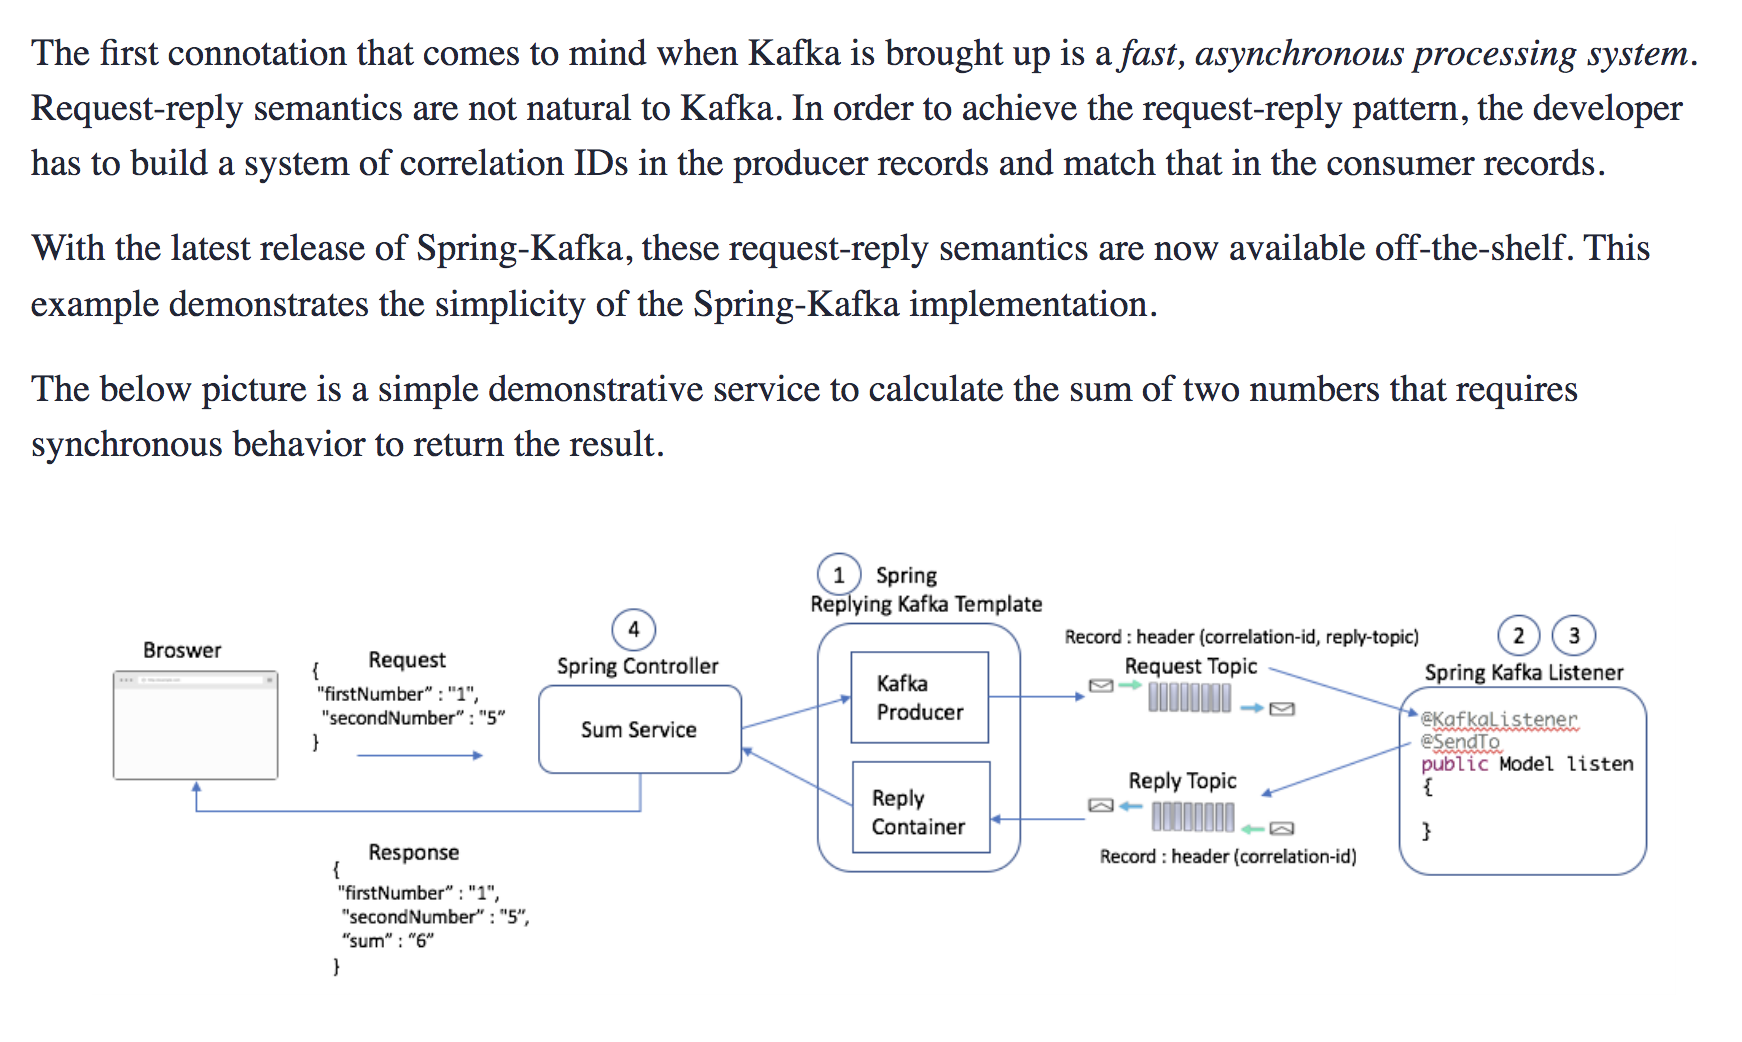 The first connotation that comes to mind when Kafka is brought up is a fast, asynchronous processing system.
Request-reply semantics are not natural to Kafka. In order to achieve the request-reply pattern, the developer
has to build a system of correlation IDs in the producer records and match that in the consumer records.
With the latest release of Spring-Kafka, these request-reply semantics are now available off-the-shelf. This
example demonstrates the simplicity of the Spring-Kafka implementation.
The below picture is a simple demonstrative service to calculate the sum of two numbers that requires
synchronous behavior to return the result.
Broswer
Request
{
"firstNumber" : "1",
"secondNumber" : "5"
}
4
Spring Controller
Sum Service
1 Spring
Replying Kafka Template
Kafka
Producer
Reply
Container
Record : header (correlation-id, reply-topic)
Request Topic
Reply Topic
Record : header (correlation-id)
2 3
Spring Kafka Listener
@KafkaListener
@SendTo
public Model listen
{
}
Response
{
"firstNumber" : "1",
"secondNumber" : "5",
"sum" : "6"
}